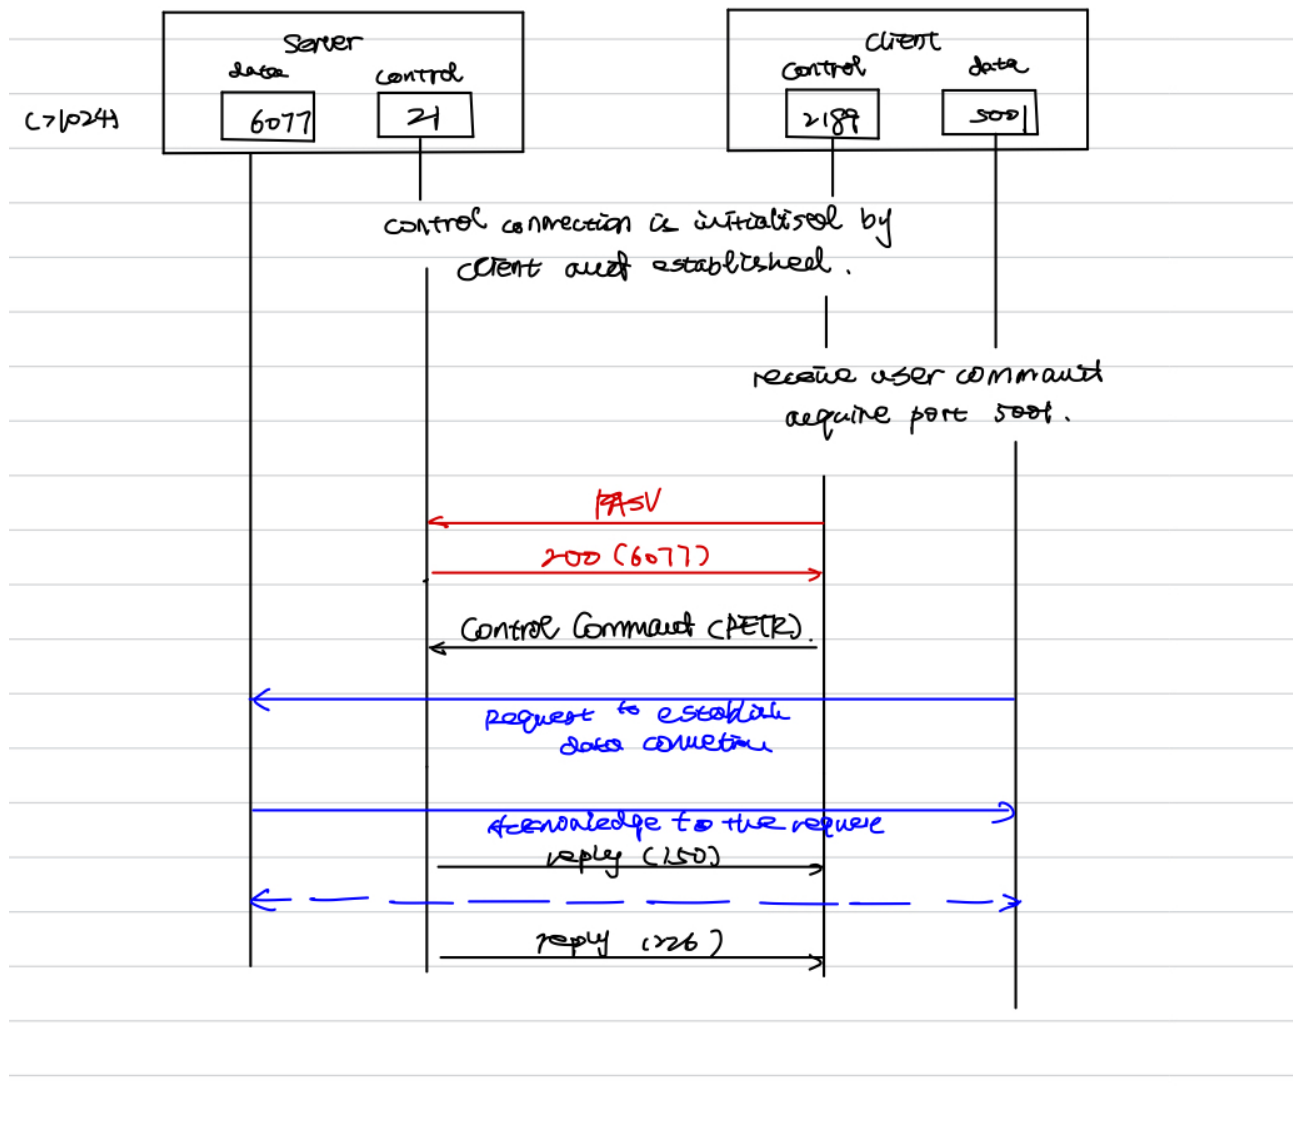 Server
client
data
control
control
data
(>1024)
6077
21
2189
5001
control connection is initialised by
client and established.
receive user command
acquire port 5001.
PASV
200 (6077)
Control Command (RETR).
request to establish
data connection
Acknowledge to the request
reply (150)
reply (226)